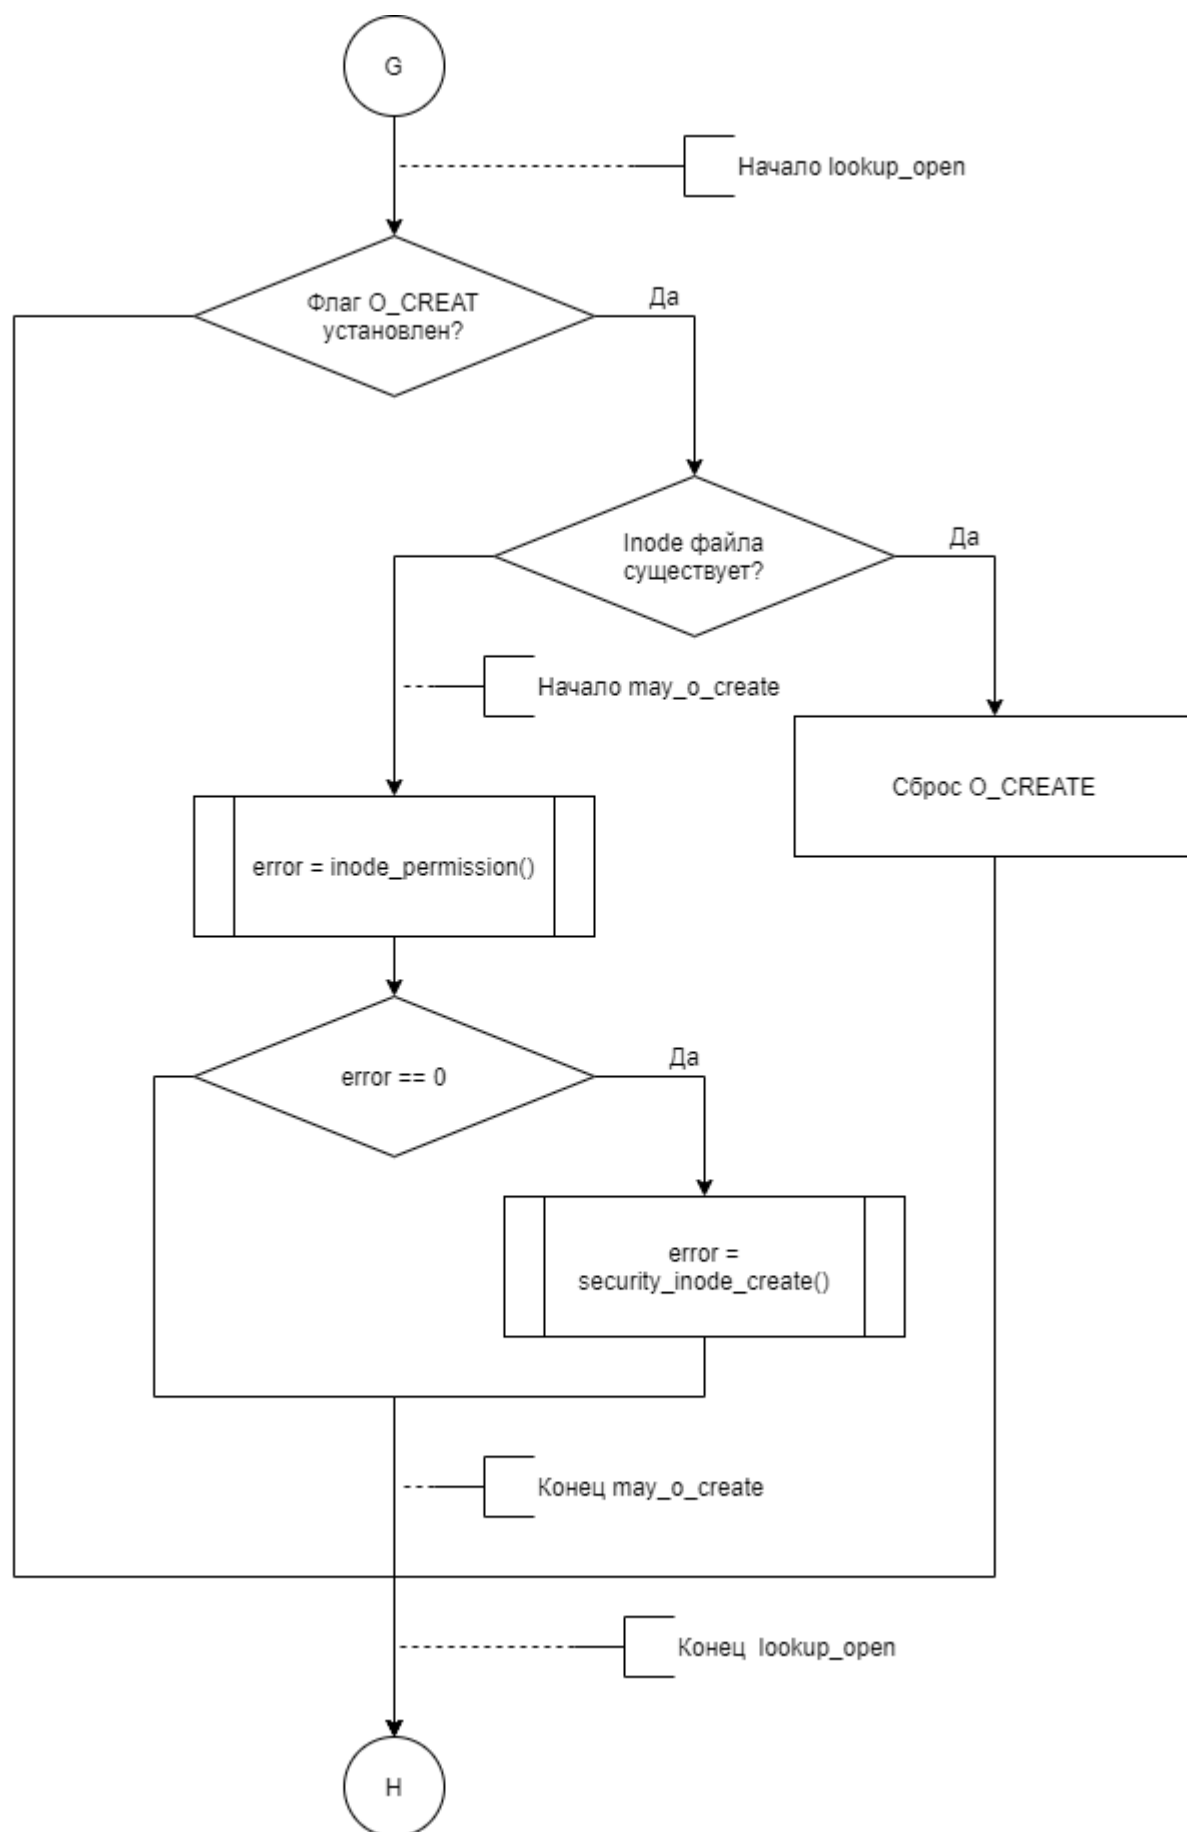 G
Начало lookup_open
Флаг O_CREAT
установлен?
Да
Inode файла
существует?
Да
Начало may_o_create
Сброс O_CREATE
error = inode_permission()
error == 0
Да
error =
security_inode_create()
Конец may_o_create
Конец lookup_open
H